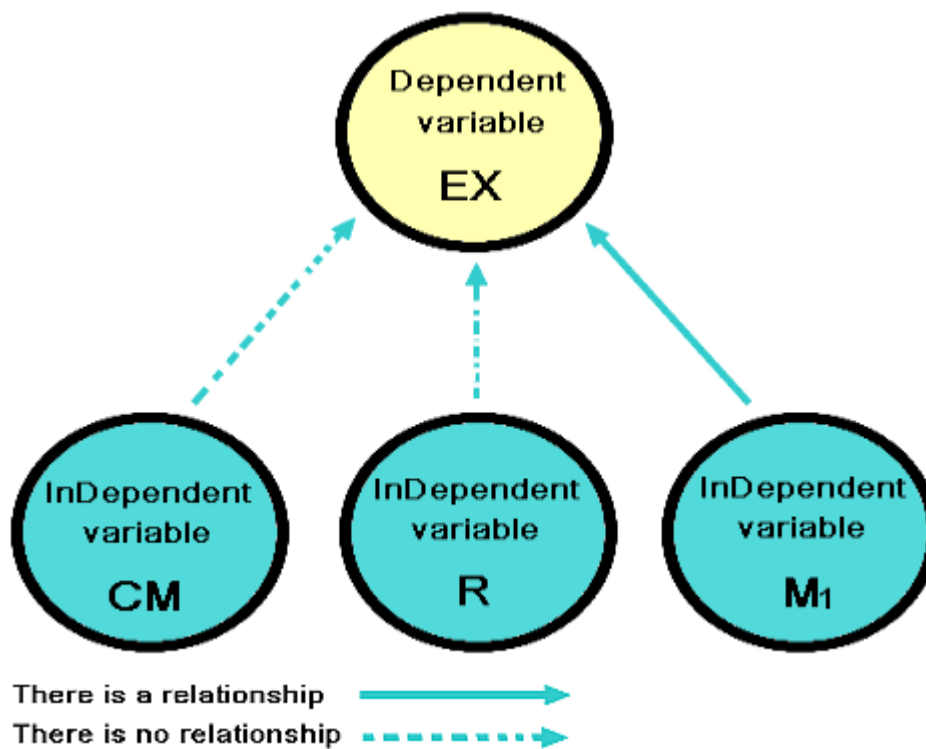 Dependent
variable
EX
InDependent
variable
CM
InDependent
variable
R
InDependent
variable
M1
There is a relationship
There is no relationship